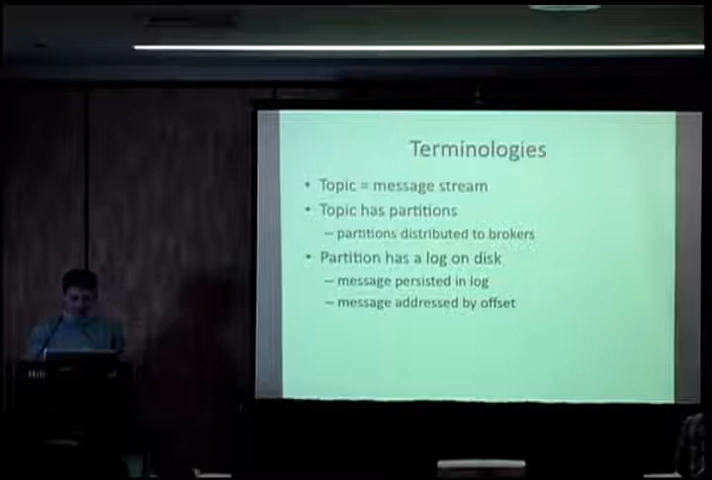 Terminologies
• Topic = message stream
• Topic has partitions
– partitions distributed to brokers
• Partition has a log on disk
– message persisted in log
– message addressed by offset